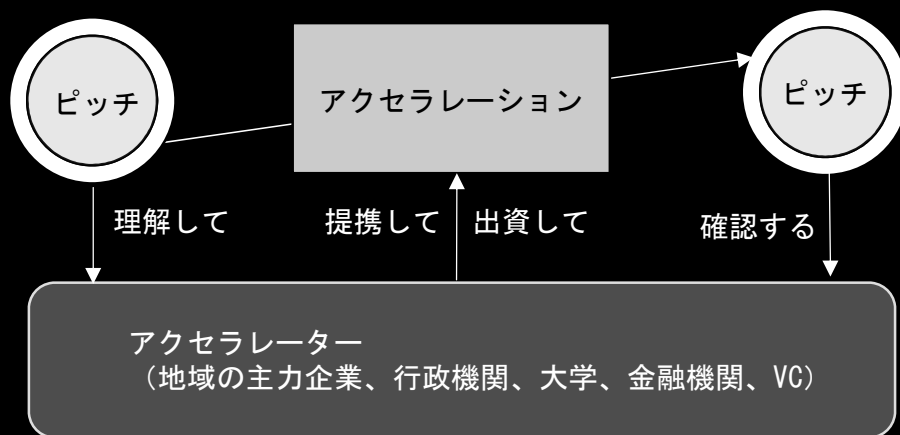 ピッチ
アクセラレーション
ピッチ
理解して
提携して
出資して
確認する
アクセラレーター
（地域の主力企業、行政機関、大学、金融機関、VC）